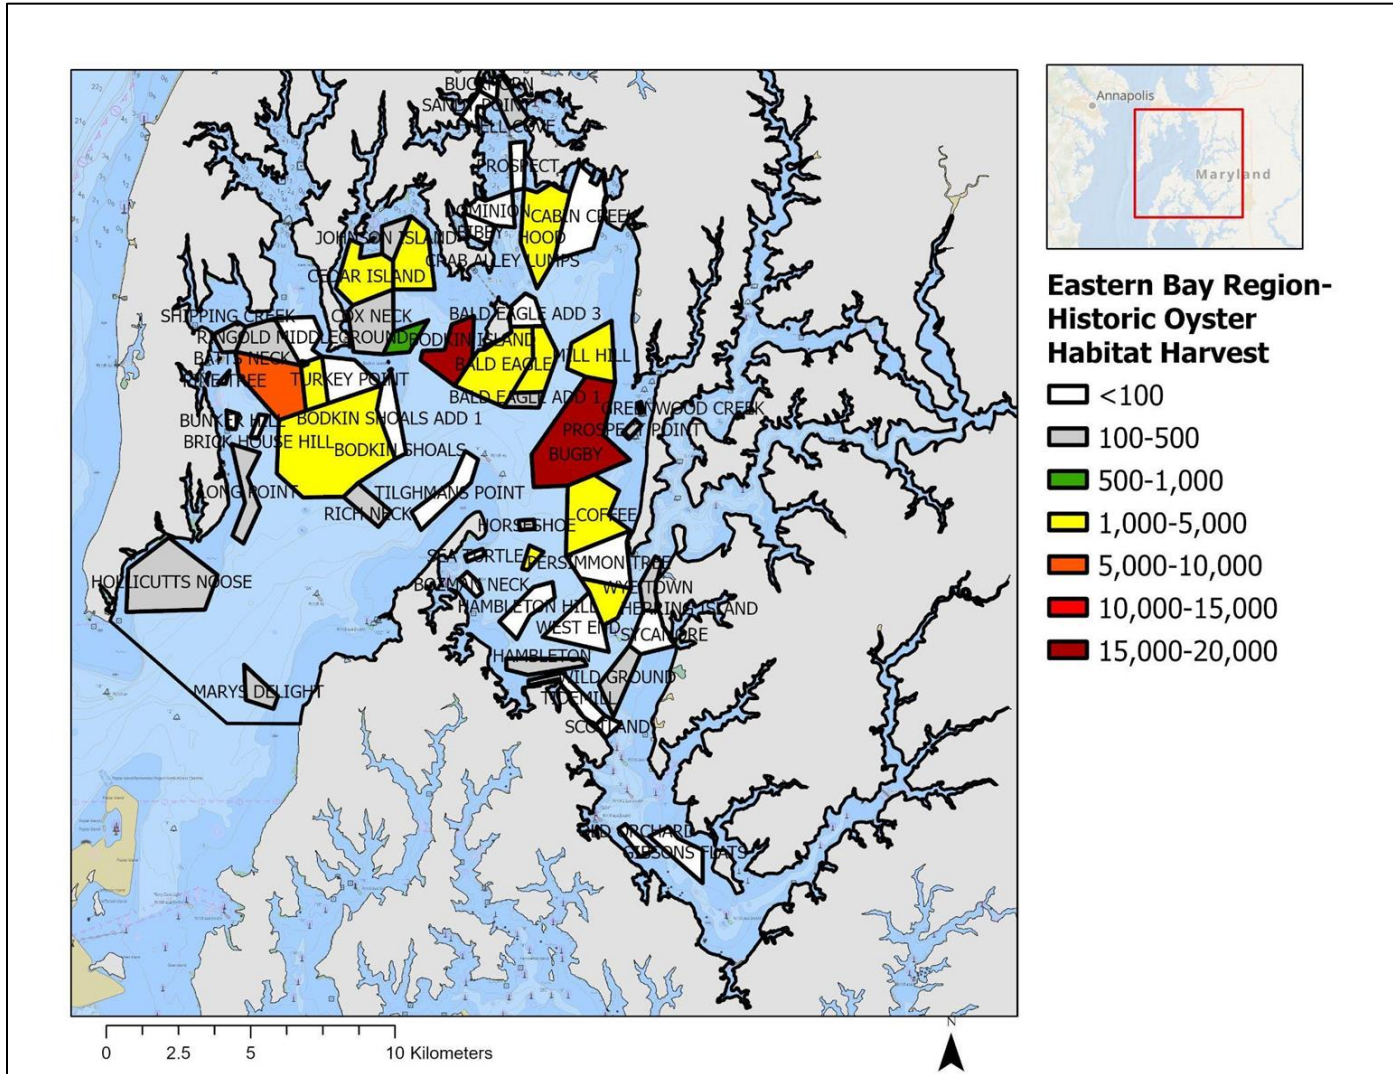 BUCKHORN
SANDY POINT
WELL COVE
PROSPECT
DOMINION
CABIN CREEK
KIBBY
HOOD
JOHNSON ISLAND
CRAB ALLEY LUMPS
CEDAR ISLAND
SHIPPING CREEK
COX NECK
BALD EAGLE ADD 3
RINGOLD MIDDLEGROUND
BODKIN ISLAND
BATTS NECK
BALD EAGLE
MILL HILL
PINE TREE
TURKEY POINT
BALD EAGLE ADD 1
GREENWOOD CREEK
BUNKER HILL
BODKIN SHOALS ADD 1
PROSPECT POINT
BRICK HOUSE HILL
BODKIN SHOALS
BUGBY
LONG POINT
TILGHMANS POINT
RICH NECK
HORSESHOE
COFFEE
SEA TURTLE
PERSIMMON TREE
HOLLICUTTS NOOSE
BOZMAN NECK
WYE TOWN
HAMBLETON HILL
HERRING ISLAND
WEST END
SYCAMORE
HAMBLETON
WILD GROUND
MARYS DELIGHT
TIDEMILL
SCOTLAND
OLD ORCHARD
GIBSONS FLATS
0 2.5 5 10 Kilometers
N
Annapolis
Maryland
Eastern Bay Region-
Historic Oyster
Habitat Harvest
<100
100-500
500-1,000
1,000-5,000
5,000-10,000
10,000-15,000
15,000-20,000